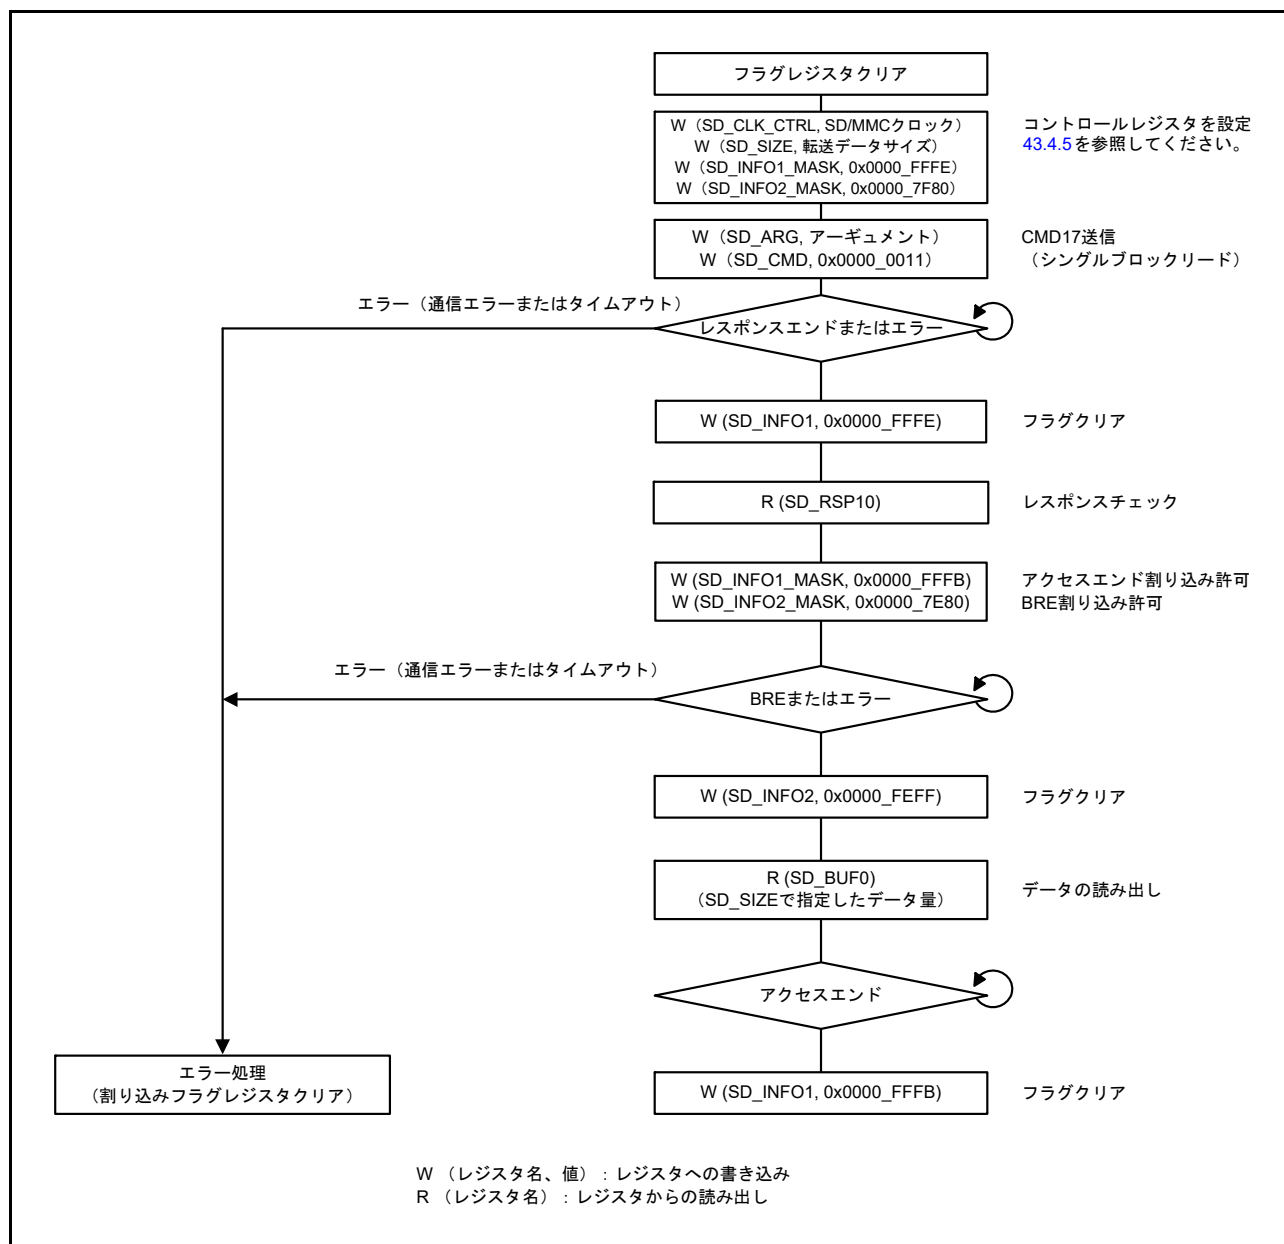 フラグレジスタクリア
W（SD_CLK_CTRL, SD/MMCクロック）
W（SD_SIZE, 転送データサイズ）
W（SD_INFO1_MASK, 0x0000_FFFE）
W（SD_INFO2_MASK, 0x0000_7F80）
コントロールレジスタを設定
43.4.5を参照してください。
W（SD_ARG, アーギュメント）
W（SD_CMD, 0x0000_0011）
CMD17送信
（シングルブロックリード）
エラー（通信エラーまたはタイムアウト）
レスポンスエンドまたはエラー
W (SD_INFO1, 0x0000_FFFE)
フラグクリア
R (SD_RSP10)
レスポンスチェック
W (SD_INFO1_MASK, 0x0000_FFFB)
W (SD_INFO2_MASK, 0x0000_7E80)
アクセスエンド割り込み許可
BRE割り込み許可
エラー（通信エラーまたはタイムアウト）
BREまたはエラー
W (SD_INFO2, 0x0000_FEFF)
フラグクリア
R (SD_BUF0)
（SD_SIZEで指定したデータ量）
データの読み出し
アクセスエンド
エラー処理
（割り込みフラグレジスタクリア）
W (SD_INFO1, 0x0000_FFFB)
フラグクリア
W （レジスタ名、値）：レジスタへの書き込み
R （レジスタ名）：レジスタからの読み出し